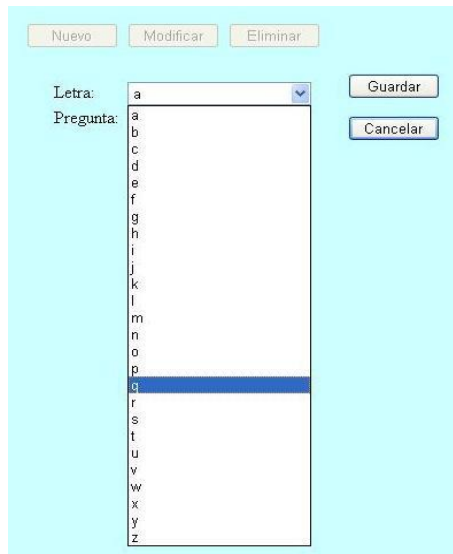 Nuevo Modificar Eliminar
Letra: a Guardar
Pregunta: Cancelar
a
b
c
d
e
f
g
h
i
j
k
l
m
n
o
p
q
r
s
t
u
v
w
x
y
z